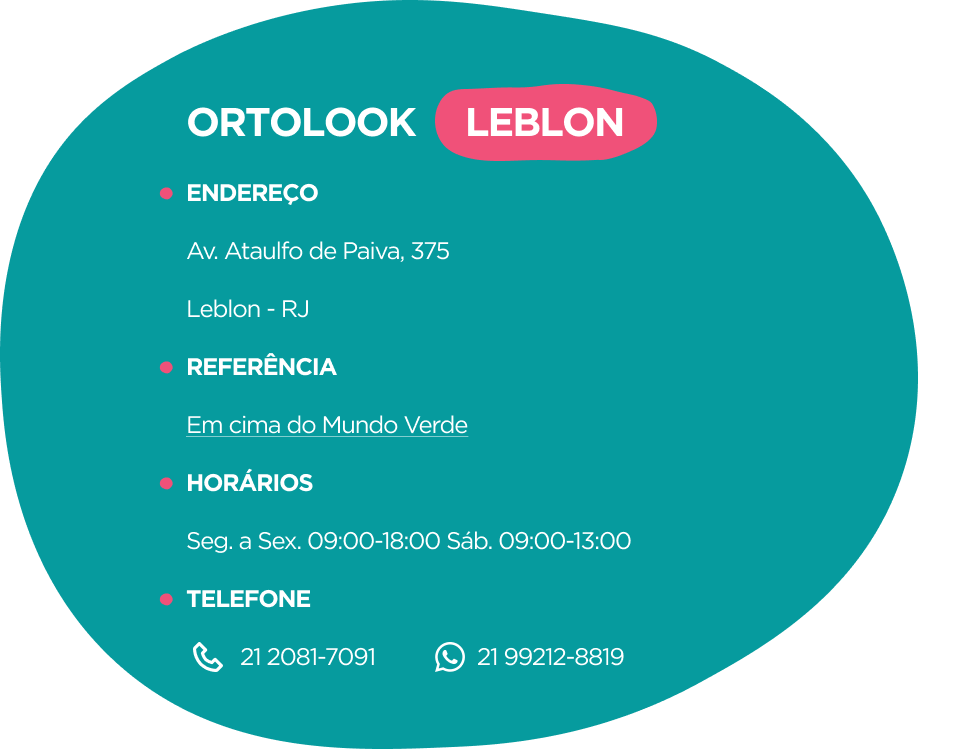 ORTOLOOK LEBLON
ENDEREÇO
Av. Ataulfo de Paiva, 375
Leblon - RJ
REFERÊNCIA
Em cima do Mundo Verde
HORÁRIOS
Seg. a Sex. 09:00-18:00 Sáb. 09:00-13:00
TELEFONE
21 2081-7091 21 99212-8819